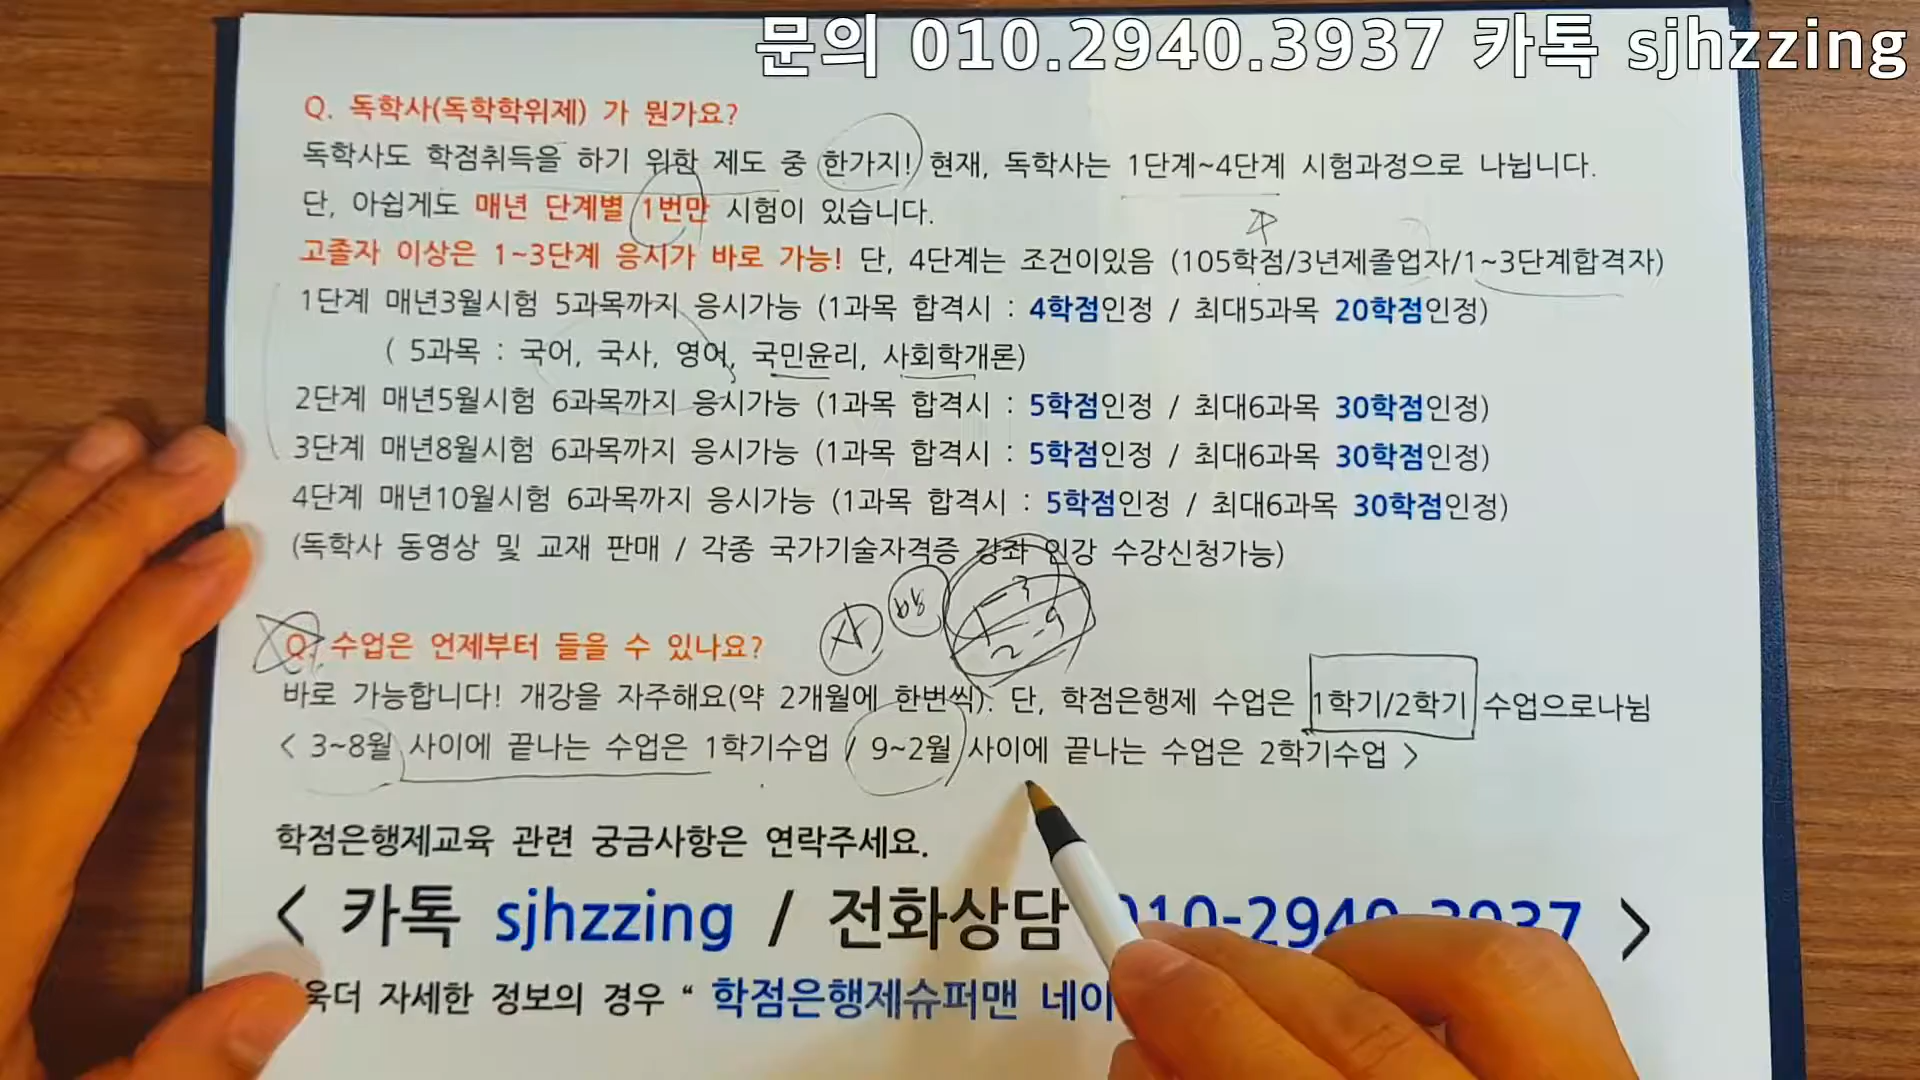 문의 010.2940.3937 카톡 sjhzzing
Q. 독학사(독학학위제) 가 뭔가요?
독학사도 학점취득을 하기 위한 제도 중 한가지! 현재, 독학사는 1단계~4단계 시험과정으로 나뉩니다.
단, 아쉽게도 매년 단계별 1번만 시험이 있습니다.
고졸자 이상은 1~3단계 응시가 바로 가능! 단, 4단계는 조건이있음 (105학점/3년제졸업자/1~3단계합격자)
1단계 매년3월시험 5과목까지 응시가능 (1과목 합격시 : 4학점인정 / 최대5과목 20학점인정)
( 5과목 : 국어, 국사, 영어, 국민윤리, 사회학개론)
2단계 매년5월시험 6과목까지 응시가능 (1과목 합격시 : 5학점인정 / 최대6과목 30학점인정)
3단계 매년8월시험 6과목까지 응시가능 (1과목 합격시 : 5학점인정 / 최대6과목 30학점인정)
4단계 매년10월시험 6과목까지 응시가능 (1과목 합격시 : 5학점인정 / 최대6과목 30학점인정)
(독학사 동영상 및 교재 판매 / 각종 국가기술자격증 강좌 인강 수강신청가능)
Q. 수업은 언제부터 들을 수 있나요?
바로 가능합니다! 개강을 자주해요(약 2개월에 한번씩). 단, 학점은행제 수업은 1학기/2학기 수업으로나뉨
< 3~8월 사이에 끝나는 수업은 1학기수업 / 9~2월 사이에 끝나는 수업은 2학기수업 >
학점은행제교육 관련 궁금사항은 연락주세요.
< 카톡 sjhzzing / 전화상담 010-2940-3937 >
자세한 정보의 경우 “ 학점은행제슈퍼맨 네이